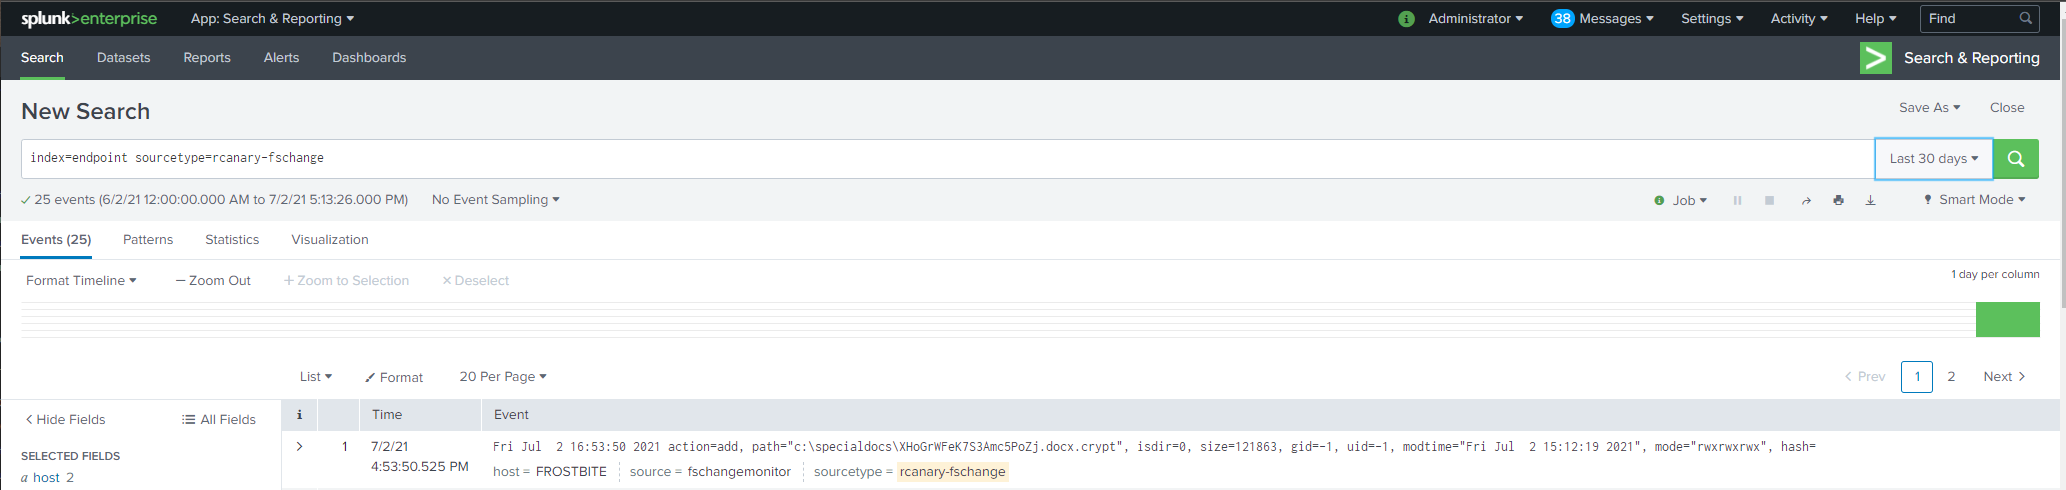 splunk>enterprise App: Search & Reporting Administrator 38 Messages Settings Activity Help Find
Search Datasets Reports Alerts Dashboards Search & Reporting
New Search Save As Close
index=endpoint sourcetype=rcanary-fschange Last 30 days
25 events (6/2/21 12:00:00.000 AM to 7/2/21 5:13:26.000 PM) No Event Sampling Job Smart Mode
Events (25) Patterns Statistics Visualization
Format Timeline — Zoom Out + Zoom to Selection × Deselect 1 day per column
List Format 20 Per Page < Prev 1 2 Next >
< Hide Fields All Fields i Time Event
> 1 7/2/21 Fri Jul  2 16:53:50 2021 action=add, path="c:\specialdocs\XHoGrWFeK7S3Amc5PoZj.docx.crypt", isdir=0, size=121863, gid=-1, uid=-1, modtime="Fri Jul  2 15:12:19 2021", mode="rwxrwxrwx", hash=
SELECTED FIELDS 4:53:50.525 PM host = FROSTBITE source = fschangemonitor sourcetype = rcanary-fschange
a host 2